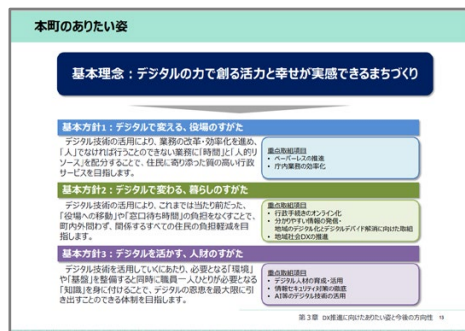 本町のありたい姿
基本理念：デジタルの力で創る活力と幸せが実感できるまちづくり
基本方針1：デジタルで変える、役場のすがた
デジタル技術の活用により、業務の改革・効率化を進め、
「人」でなければ行うことのできない業務に「時間」と「人的リ
ソース」を配分することで、住民に寄り添った質の高い行政
サービスを目指します。
重点取組項目
・ペーパーレスの推進
・庁内業務の効率化
基本方針2：デジタルで変わる、暮らしのすがた
デジタル技術の活用により、これまでは当たり前だった、
「役場への移動」や「窓口待ち時間」の負担をなくすことで、
町内外問わず、関係するすべての住民の負担軽減を目
指します。
重点取組項目
・行政手続きのオンライン化
・分かりやすい情報の発信・
地域のデジタル化とデジタルデバイド解消に向けた取組
・地域社会DXの推進
基本方針3：デジタルを活かす、人財のすがた
デジタル技術を活用していくにあたり、必要となる「環境」
や「基盤」を整備すると同時に職員一人ひとりが必要となる
「知識」を身に付けることで、デジタルの恩恵を最大限に引
き出すことのできる体制を目指します。
重点取組項目
・デジタル人材の育成・活用
・情報セキュリティ対策の徹底
・AI等のデジタル技術の活用
第3章 DX推進に向けたありたい姿と今後の方向性